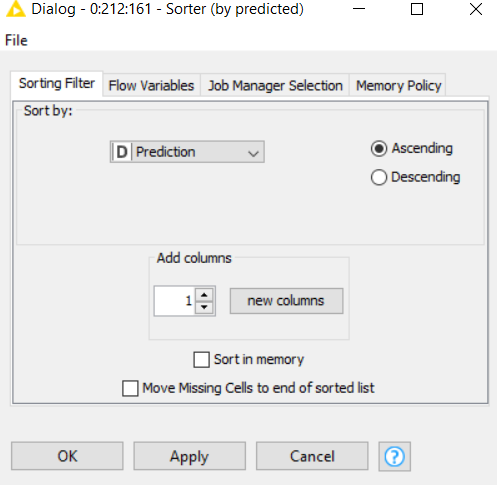 Dialog - 0:212:161 - Sorter (by predicted)
File
Sorting Filter Flow Variables Job Manager Selection Memory Policy
Sort by:
D Prediction
Ascending
Descending
Add columns
1 new columns
Sort in memory
Move Missing Cells to end of sorted list
OK Apply Cancel ?